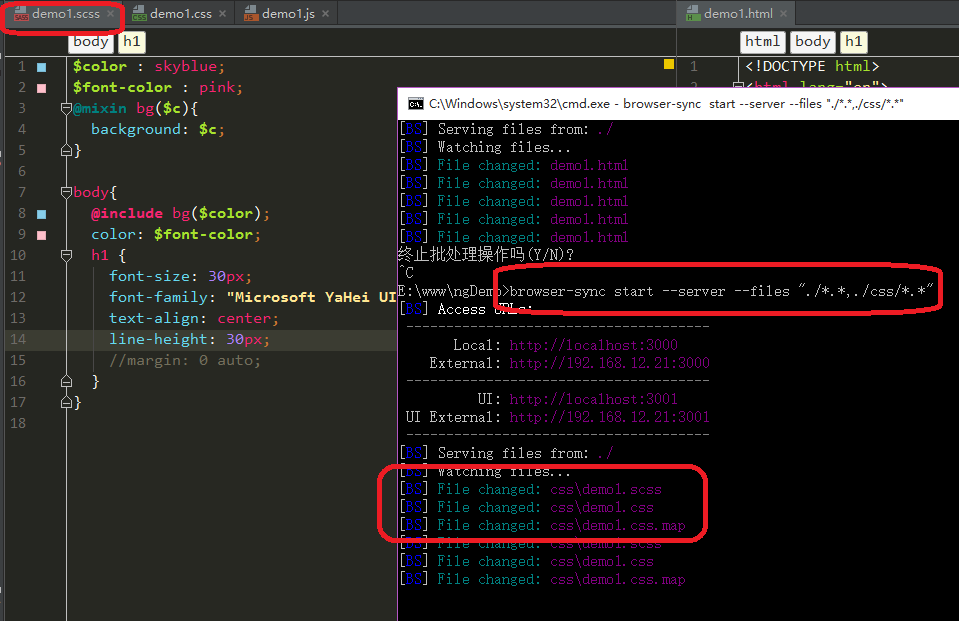 demo1.scss
demo1.css
demo1.js
demo1.html
body h1
html body h1
1 $color : skyblue;
2 $font-color : pink;
3 @mixin bg($c){
4 background: $c;
5 }
6
7 body{
8 @include bg($color);
9 color: $font-color;
10 h1 {
11 font-size: 30px;
12 font-family: "Microsoft YaHei UI
13 text-align: center;
14 line-height: 30px;
15 //margin: 0 auto;
16 }
17 }
18
1 <!DOCTYPE html>
2 <html lang="en">
C:\Windows\system32\cmd.exe - browser-sync start --server --files "./*.*,./css/*.*"
[BS] Serving files from: ./
[BS] Watching files...
[BS] File changed: demo1.html
[BS] File changed: demo1.html
[BS] File changed: demo1.html
[BS] File changed: demo1.html
[BS] File changed: demo1.html
终止批处理操作吗(Y/N)?
^C
E:\www\ngDemo>browser-sync start --server --files "./*.*,./css/*.*"
[BS] Access URLs:
-----------------------------------
Local: http://localhost:3000
External: http://192.168.12.21:3000
-----------------------------------
UI: http://localhost:3001
UI External: http://192.168.12.21:3001
-----------------------------------
[BS] Serving files from: ./
[BS] Watching files...
[BS] File changed: css\demo1.scss
[BS] File changed: css\demo1.css
[BS] File changed: css\demo1.css.map
[BS] File changed: css\demo1.scss
[BS] File changed: css\demo1.css
[BS] File changed: css\demo1.css.map